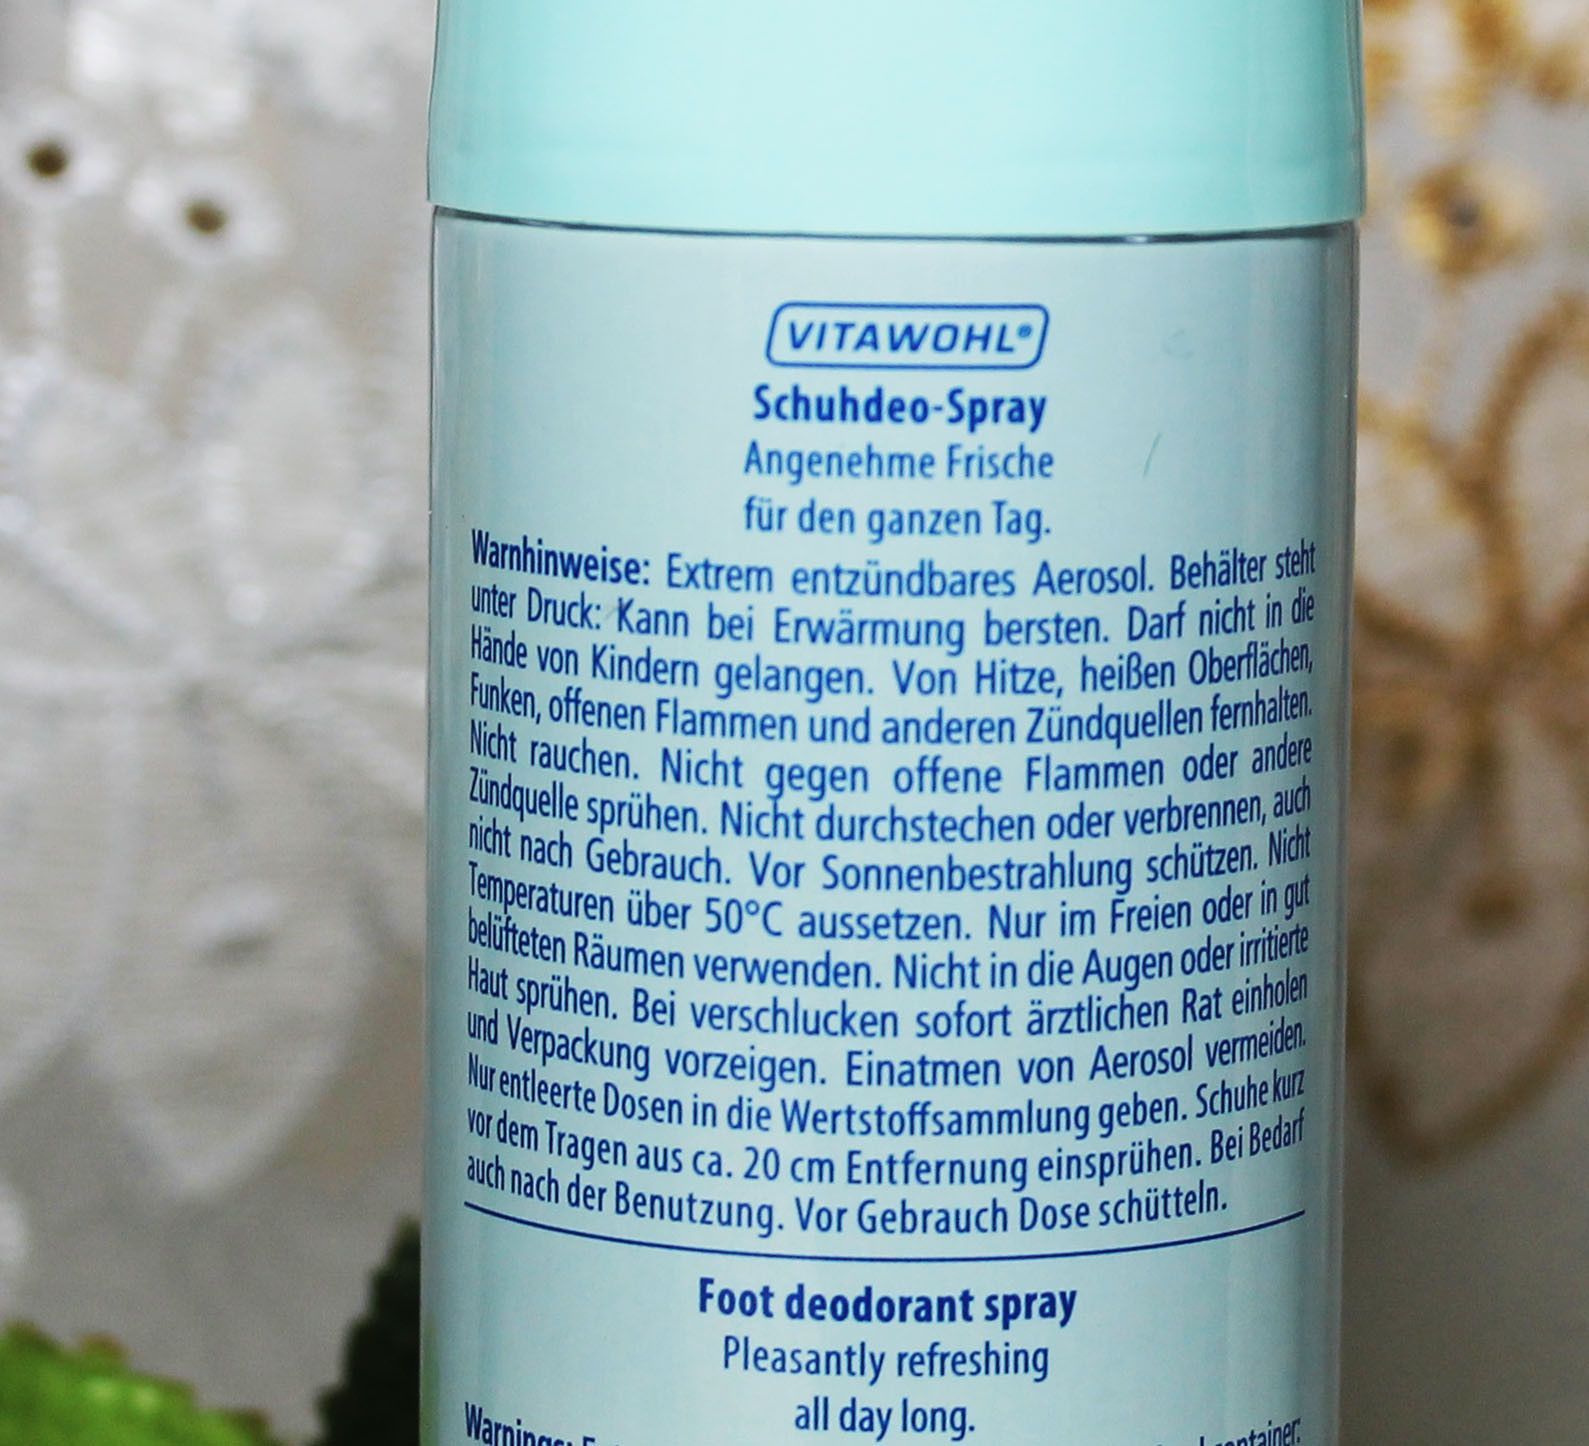 VITAWOHL®
Schuhdeo-Spray
Angenehme Frische
für den ganzen Tag.
Warnhinweise: Extrem entzündbares Aerosol. Behälter steht
unter Druck: Kann bei Erwärmung bersten. Darf nicht in die
Hände von Kindern gelangen. Von Hitze, heißen Oberflächen,
Funken, offenen Flammen und anderen Zündquellen fernhalten.
Nicht rauchen. Nicht gegen offene Flammen oder andere
Zündquelle sprühen. Nicht durchstechen oder verbrennen, auch
nicht nach Gebrauch. Vor Sonnenbestrahlung schützen. Nicht
Temperaturen über 50°C aussetzen. Nur im Freien oder in gut
belüfteten Räumen verwenden. Nicht in die Augen oder irritierte
Haut sprühen. Bei verschlucken sofort ärztlichen Rat einholen
und Verpackung vorzeigen. Einatmen von Aerosol vermeiden.
Nur entleerte Dosen in die Wertstoffsammlung geben. Schuhe kurz
vor dem Tragen aus ca. 20 cm Entfernung einsprühen. Bei Bedarf
auch nach der Benutzung. Vor Gebrauch Dose schütteln.
Foot deodorant spray
Pleasantly refreshing
all day long.
Warnings: container: